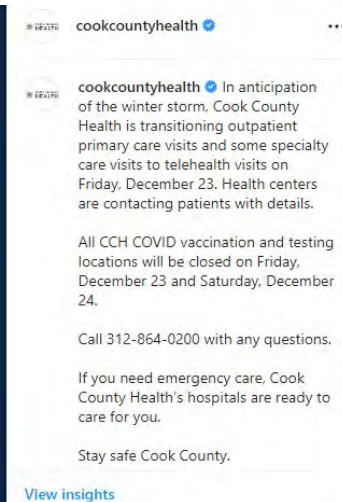 cookcountyhealth
cookcountyhealth In anticipation
of the winter storm, Cook County
Health is transitioning outpatient
primary care visits and some specialty
care visits to telehealth visits on
Friday, December 23. Health centers
are contacting patients with details.
All CCH COVID vaccination and testing
locations will be closed on Friday,
December 23 and Saturday, December
24.
Call 312-864-0200 with any questions.
If you need emergency care, Cook
County Health's hospitals are ready to
care for you.
Stay safe Cook County.
View insights